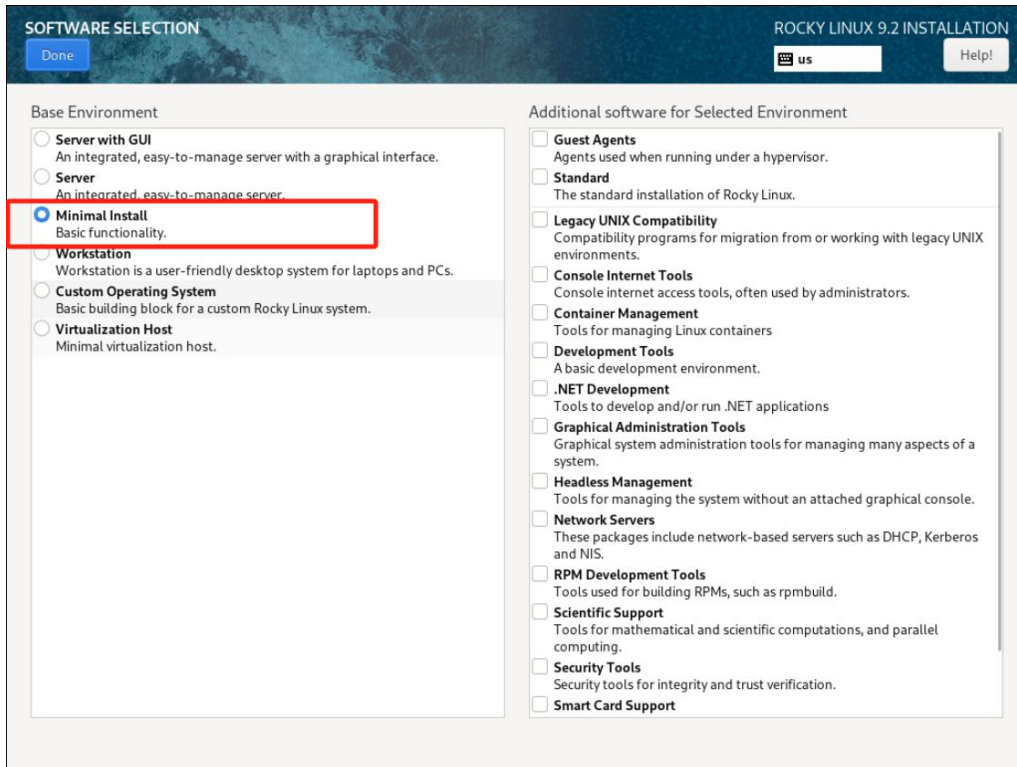 SOFTWARE SELECTION
ROCKY LINUX 9.2 INSTALLATION
Done
us
Help!
Base Environment
Server with GUI
An integrated, easy-to-manage server with a graphical interface.
Server
An integrated, easy-to-manage server.
Minimal Install
Basic functionality.
Workstation
Workstation is a user-friendly desktop system for laptops and PCs.
Custom Operating System
Basic building block for a custom Rocky Linux system.
Virtualization Host
Minimal virtualization host.
Additional software for Selected Environment
Guest Agents
Agents used when running under a hypervisor.
Standard
The standard installation of Rocky Linux.
Legacy UNIX Compatibility
Compatibility programs for migration from or working with legacy UNIX
environments.
Console Internet Tools
Console internet access tools, often used by administrators.
Container Management
Tools for managing Linux containers
Development Tools
A basic development environment.
.NET Development
Tools to develop and/or run .NET applications
Graphical Administration Tools
Graphical system administration tools for managing many aspects of a
system.
Headless Management
Tools for managing the system without an attached graphical console.
Network Servers
These packages include network-based servers such as DHCP, Kerberos
and NIS.
RPM Development Tools
Tools used for building RPMs, such as rpmbuild.
Scientific Support
Tools for mathematical and scientific computations, and parallel
computing.
Security Tools
Security tools for integrity and trust verification.
Smart Card Support